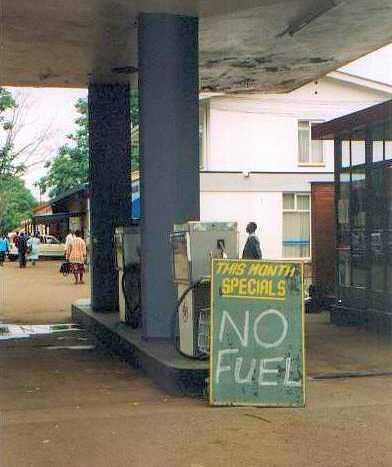 THIS MONTH
SPECIALS
NO
FUEL